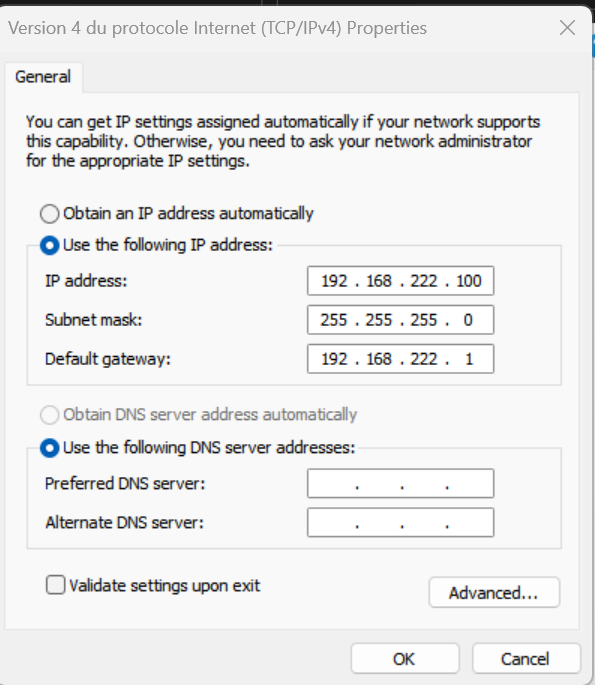 Version 4 du protocole Internet (TCP/IPv4) Properties
General
You can get IP settings assigned automatically if your network supports
this capability. Otherwise, you need to ask your network administrator
for the appropriate IP settings.
Obtain an IP address automatically
Use the following IP address:
IP address: 192 . 168 . 222 . 100
Subnet mask: 255 . 255 . 255 . 0
Default gateway: 192 . 168 . 222 . 1
Obtain DNS server address automatically
Use the following DNS server addresses:
Preferred DNS server: . . .
Alternate DNS server: . . .
Validate settings upon exit
Advanced...
OK Cancel